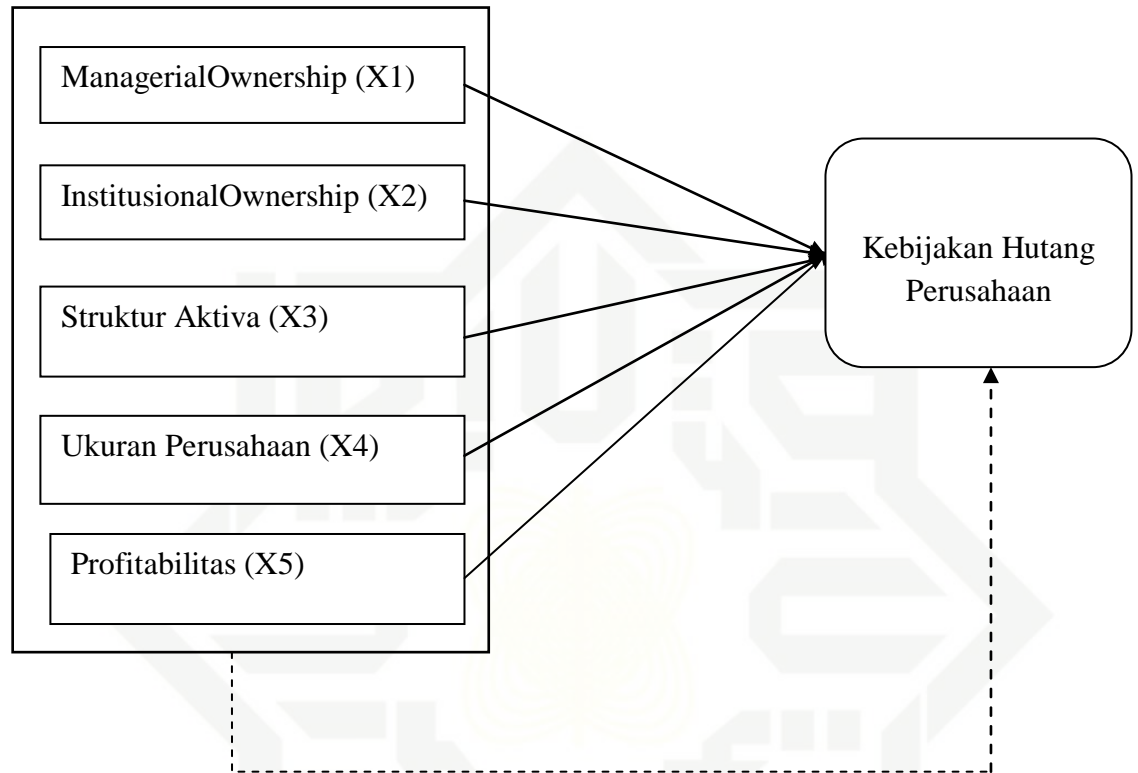 ManagerialOwnership (X1)
InstitusionalOwnership (X2)
Struktur Aktiva (X3)
Ukuran Perusahaan (X4)
Profitabilitas (X5)
Kebijakan Hutang
Perusahaan